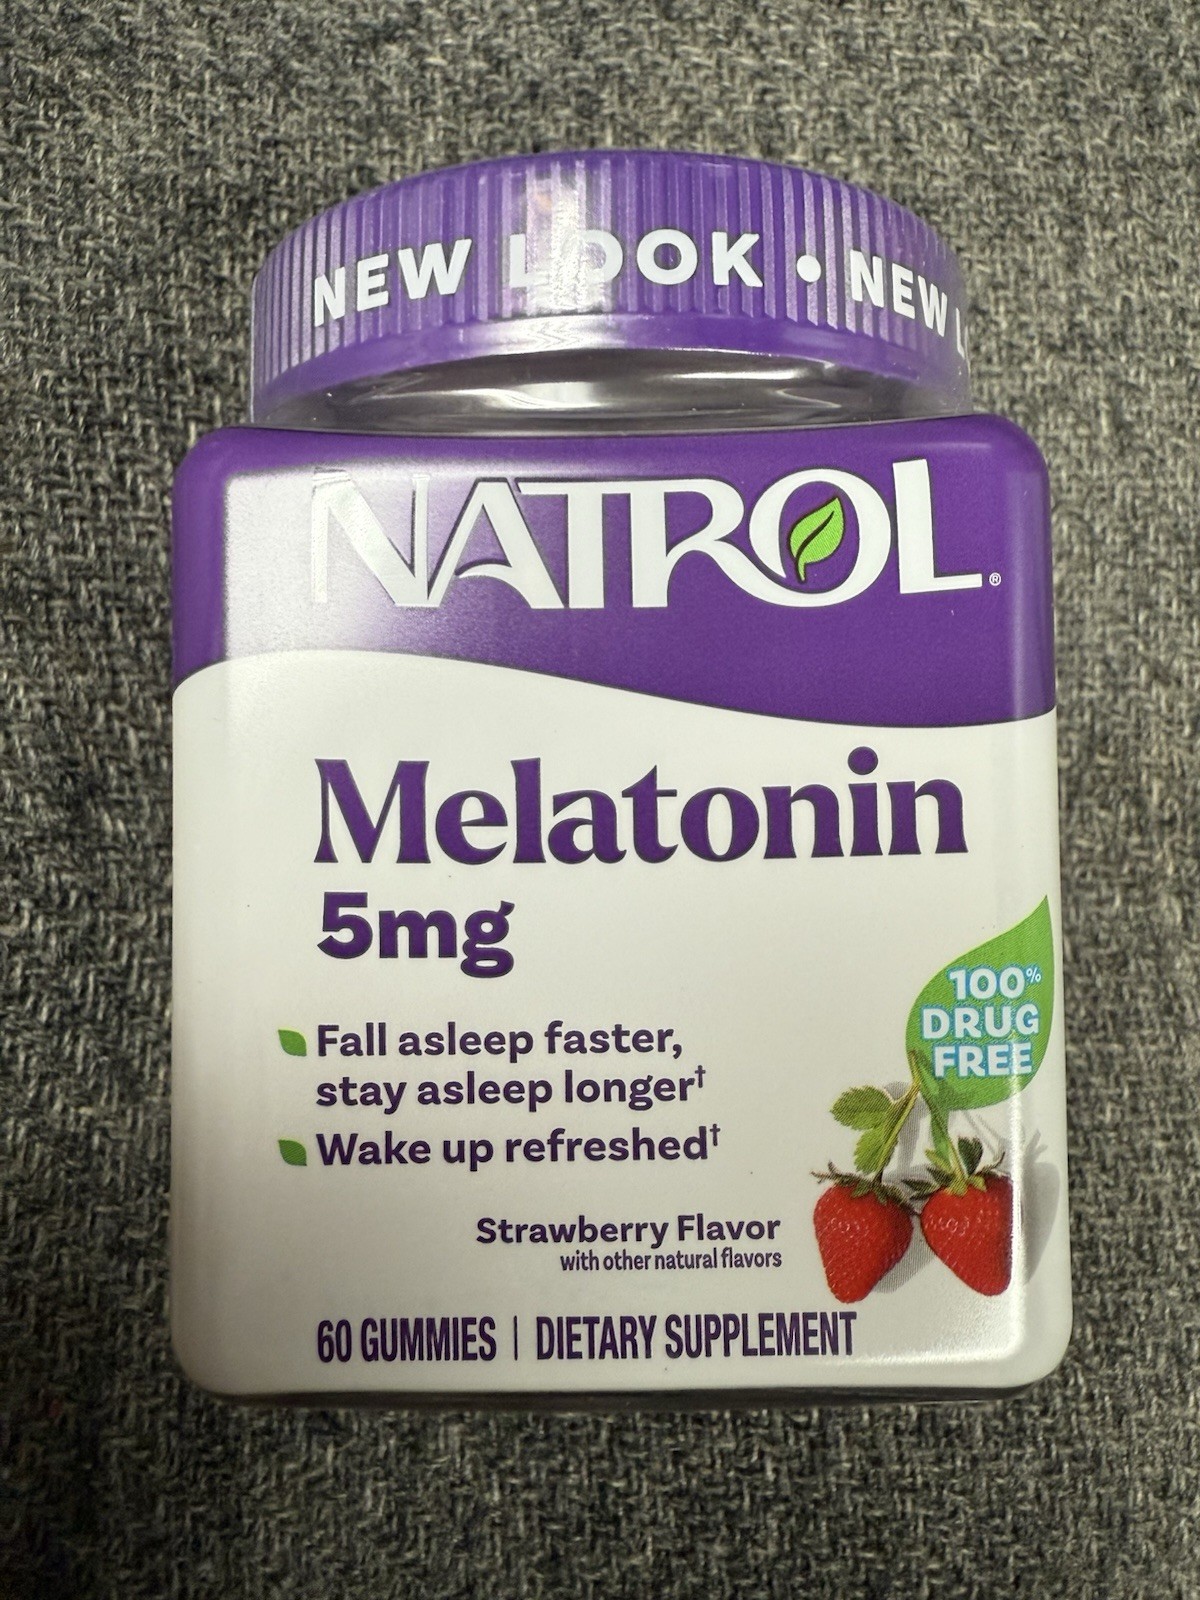 NEW LOOK • NEW
NATROL®
Melatonin
5mg
100%
DRUG
FREE
Fall asleep faster,
stay asleep longer†
Wake up refreshed†
Strawberry Flavor
with other natural flavors
60 GUMMIES | DIETARY SUPPLEMENT